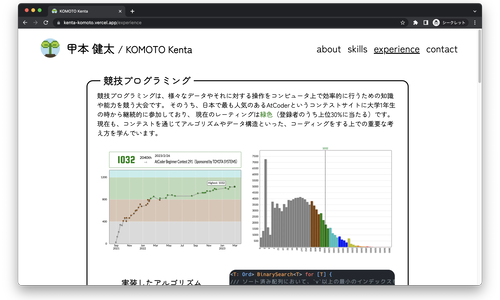 KOMOTO Kenta
kenta-komoto.vercel.app/experience
シークレット
甲本 健太 / KOMOTO Kenta
about skills experience contact
競技プログラミング
競技プログラミングは、様々なデータやそれに対する操作をコンピュータ上で効率的に行うための知識
や能力を競う大会です。 そのうち、日本で最も人気のあるAtCoderというコンテストサイトに大学1年生
の時から継続的に参加しており、 現在のレーティングは緑色（登録者のうち上位30%に当たる）です。
現在も、コンテストを通じてアルゴリズムやデータ構造といった、コーディングをする上での重要な考
え方を学んでいます。
1032
実装したアルゴリズム
<T: Ord> BinarySearch<T> for [T] {
/// ソート済み配列において、`x`以上の最小のインデックス